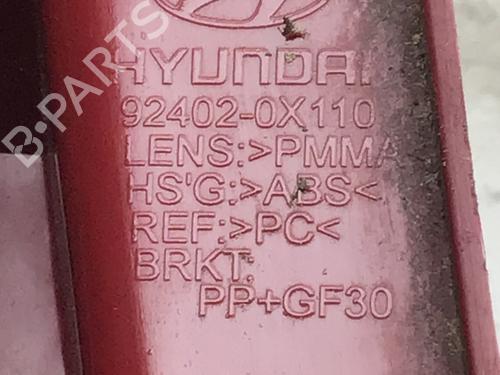 B-PARTS
HYUNDAI
92402-0X110
LENS:>PMMA
HS'G:>ABS<
REF:>PC<
BRKT.
PP+GF30